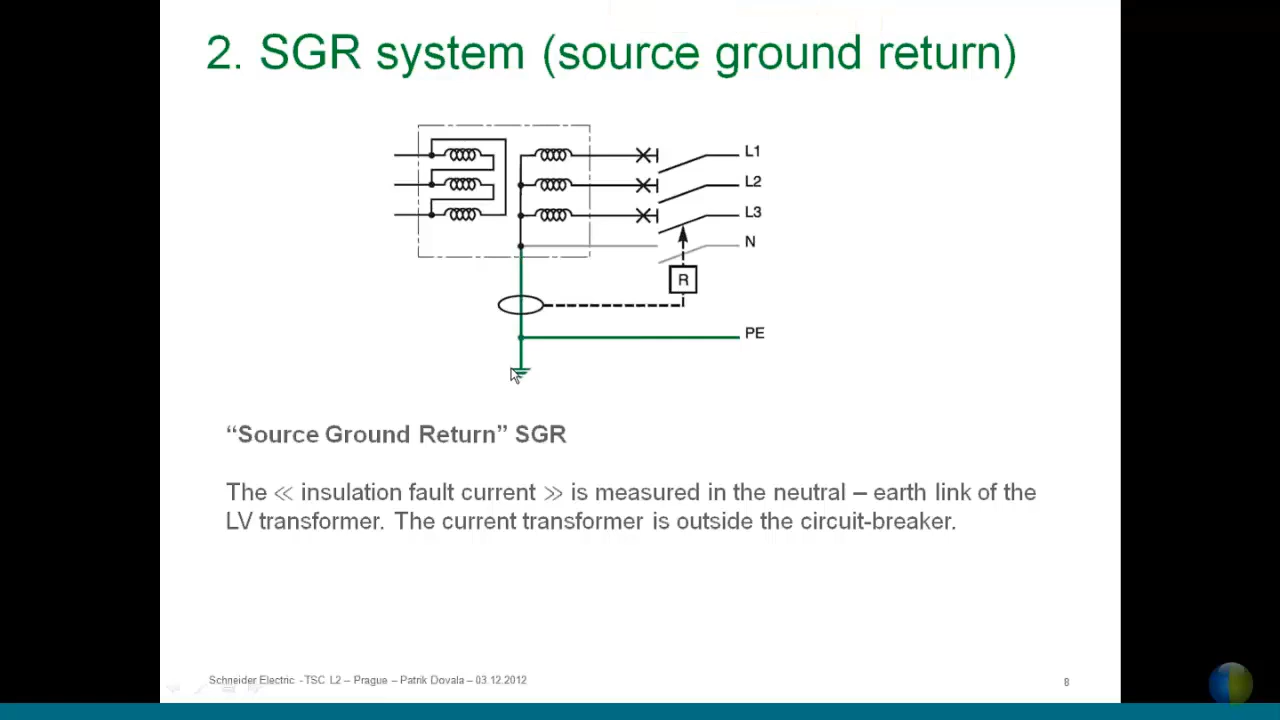 2. SGR system (source ground return)
L1
L2
L3
N
R
PE
“Source Ground Return” SGR
The ≪ insulation fault current ≫ is measured in the neutral – earth link of the
LV transformer. The current transformer is outside the circuit-breaker.
Schneider Electric -TSC L2 – Prague – Patrik Dovala – 03.12.2012
8